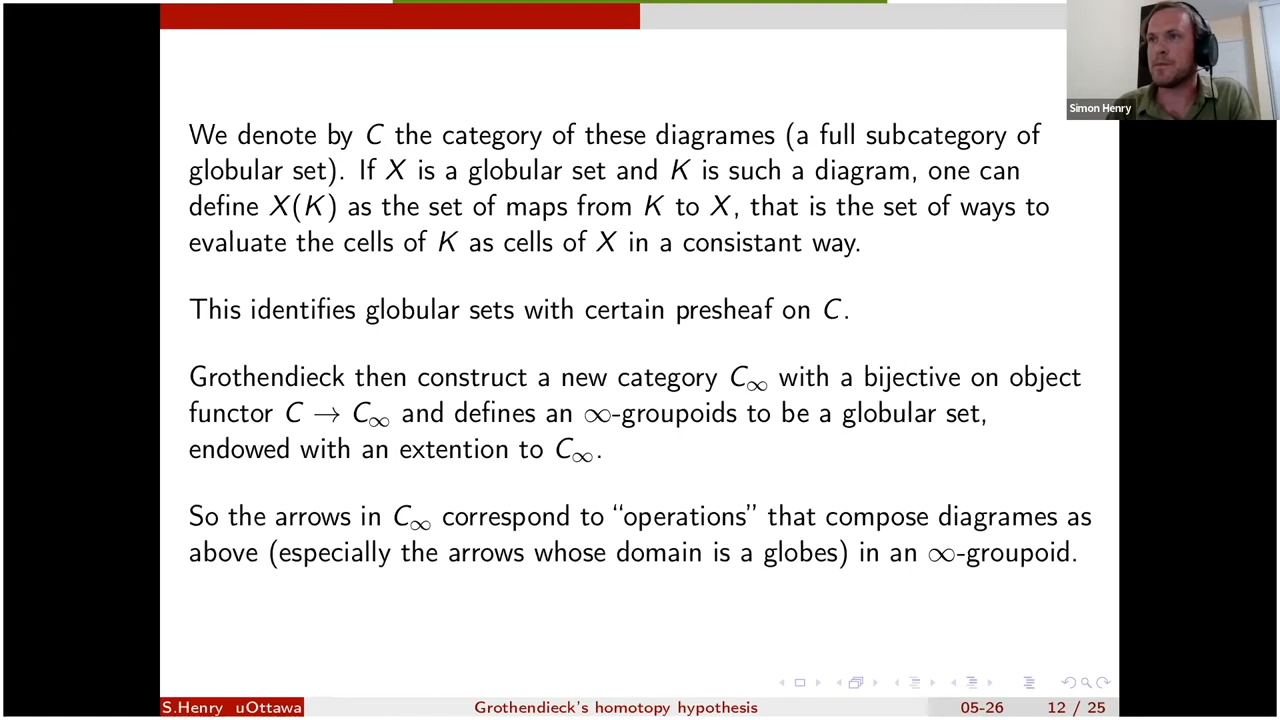 Simon Henry
We denote by C the category of these diagrames (a full subcategory of
globular set). If X is a globular set and K is such a diagram, one can
define X(K) as the set of maps from K to X, that is the set of ways to
evaluate the cells of K as cells of X in a consistant way.
This identifies globular sets with certain presheaf on C.
Grothendieck then construct a new category C∞ with a bijective on object
functor C → C∞ and defines an ∞-groupoids to be a globular set,
endowed with an extention to C∞.
So the arrows in C∞ correspond to “operations” that compose diagrames as
above (especially the arrows whose domain is a globes) in an ∞-groupoid.
S.Henry uOttawa Grothendieck's homotopy hypothesis 05-26 12 / 25